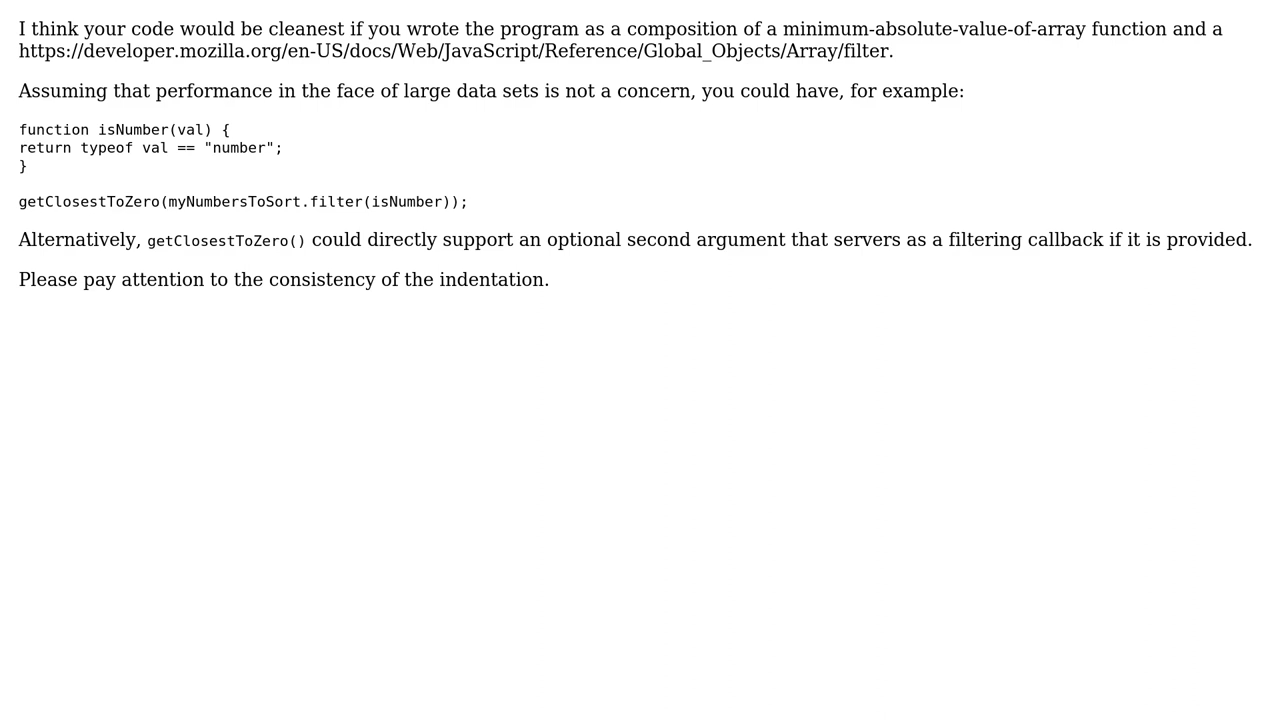 I think your code would be cleanest if you wrote the program as a composition of a minimum-absolute-value-of-array function and a
https://developer.mozilla.org/en-US/docs/Web/JavaScript/Reference/Global_Objects/Array/filter.
Assuming that performance in the face of large data sets is not a concern, you could have, for example:
function isNumber(val) {
return typeof val == "number";
}
getClosestToZero(myNumbersToSort.filter(isNumber));
Alternatively, getClosestToZero() could directly support an optional second argument that servers as a filtering callback if it is provided.
Please pay attention to the consistency of the indentation.